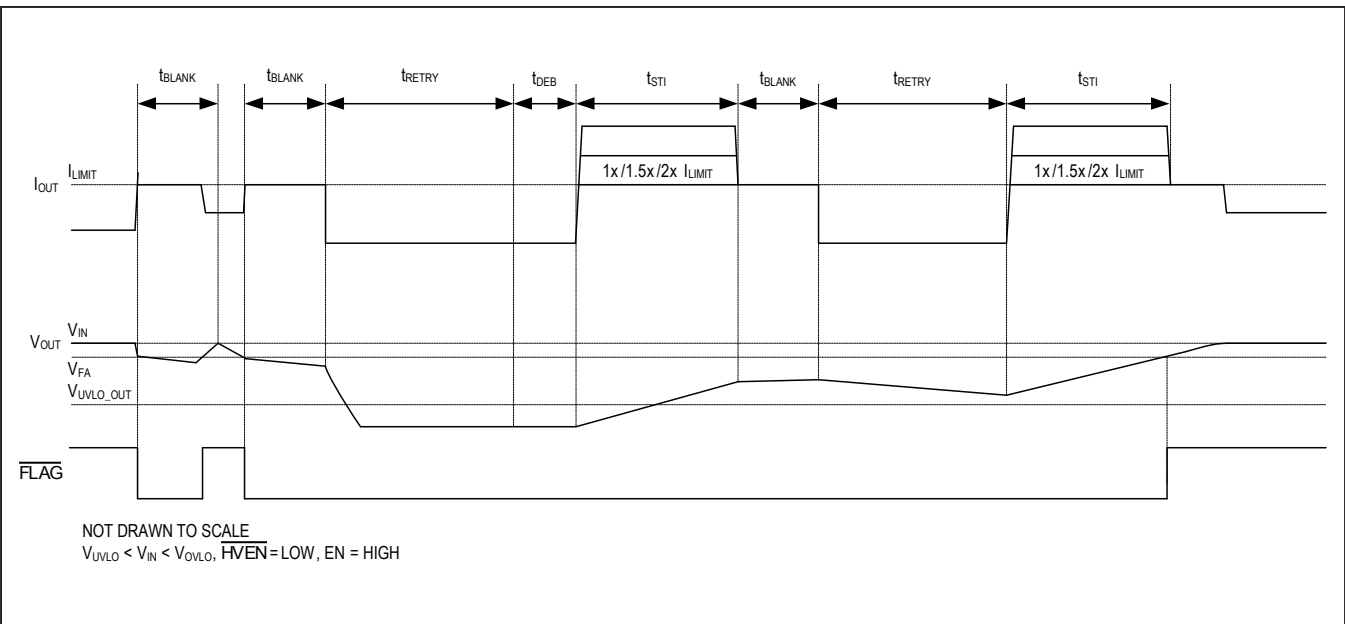 tBLANK tBLANK tRETRY tDEB tSTI tBLANK tRETRY tSTI
ILIMIT
IOUT
1x/1.5x/2x ILIMIT 1x/1.5x/2x ILIMIT
VIN
VOUT
VFA
VUVLO_OUT
FLAG
NOT DRAWN TO SCALE
VUVLO < VIN < VOVLO, HVEN = LOW, EN = HIGH